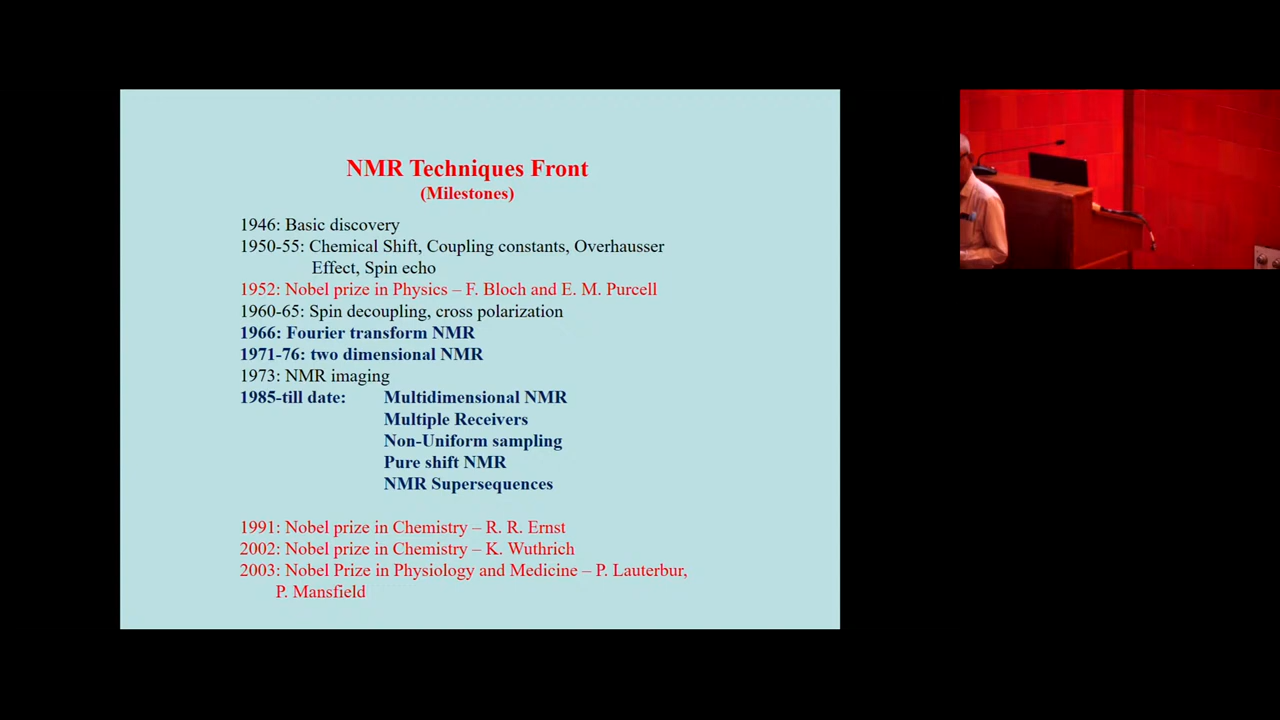 NMR Techniques Front
(Milestones)
1946: Basic discovery
1950-55: Chemical Shift, Coupling constants, Overhausser
Effect, Spin echo
1952: Nobel prize in Physics – F. Bloch and E. M. Purcell
1960-65: Spin decoupling, cross polarization
1966: Fourier transform NMR
1971-76: two dimensional NMR
1973: NMR imaging
1985-till date: Multidimensional NMR
Multiple Receivers
Non-Uniform sampling
Pure shift NMR
NMR Supersequences
1991: Nobel prize in Chemistry – R. R. Ernst
2002: Nobel prize in Chemistry – K. Wuthrich
2003: Nobel Prize in Physiology and Medicine – P. Lauterbur,
P. Mansfield